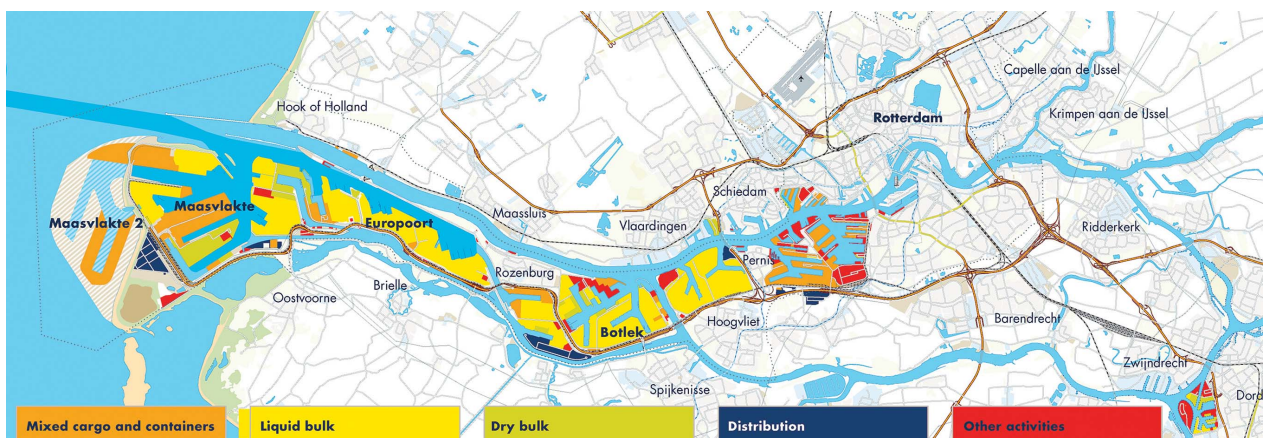 Hook of Holland
Capelle aan de IJssel
Rotterdam
Krimpen aan de IJssel
Maasvlakte
Maasvlakte 2
Europoort
Maassluis
Schiedam
Vlaardingen
Ridderkerk
Pernis
Rozenburg
Oostvoorne
Brielle
Botlek
Hoogvliet
Barendrecht
Zwijndrecht
Spijkenisse
Dord
Mixed cargo and containers
Liquid bulk
Dry bulk
Distribution
Other activities